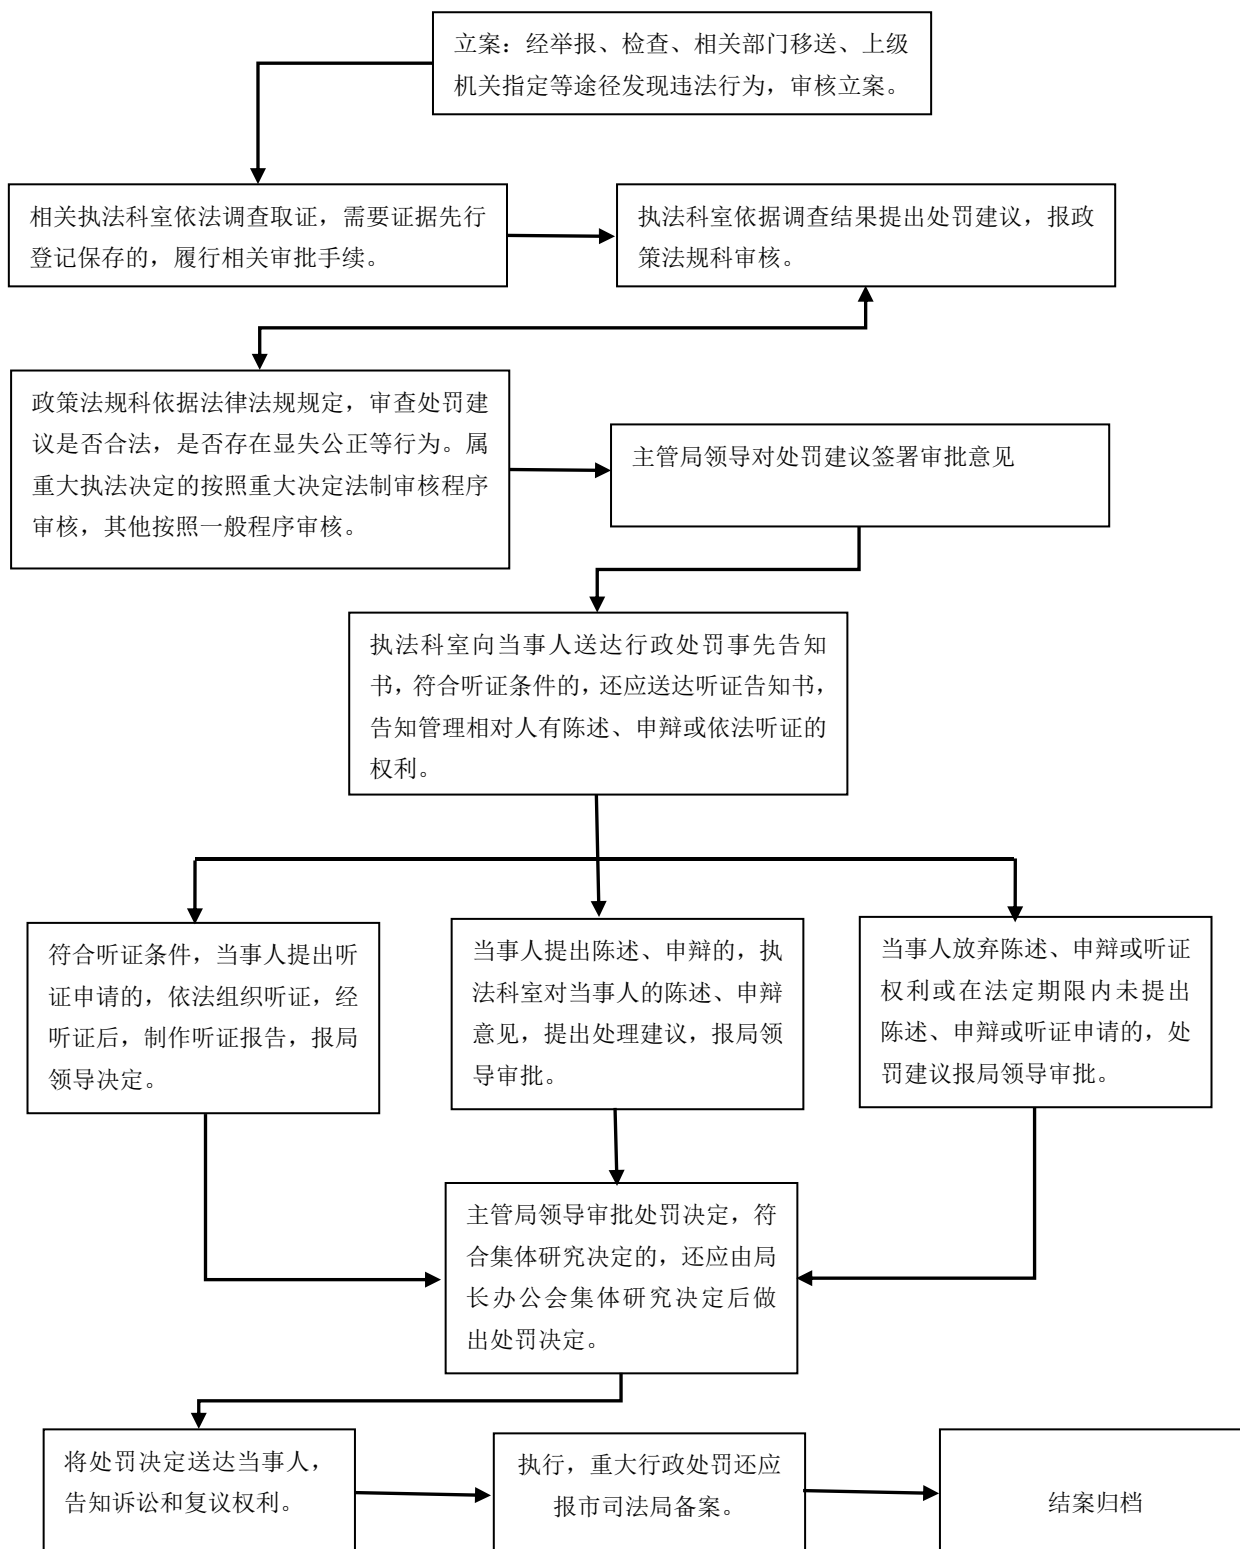 立案：经举报、检查、相关部门移送、上级
机关指定等途径发现违法行为，审核立案。
相关执法科室依法调查取证，需要证据先行
登记保存的，履行相关审批手续。
执法科室依据调查结果提出处罚建议，报政
策法规科审核。
政策法规科依据法律法规规定，审查处罚建
议是否合法，是否存在显失公正等行为。属
重大执法决定的按照重大决定法制审核程序
审核，其他按照一般程序审核。
主管局领导对处罚建议签署审批意见
执法科室向当事人送达行政处罚事先告知
书，符合听证条件的，还应送达听证告知书，
告知管理相对人有陈述、申辩或依法听证的
权利。
符合听证条件，当事人提出听
证申请的，依法组织听证，经
听证后，制作听证报告，报局
领导决定。
当事人提出陈述、申辩的，执
法科室对当事人的陈述、申辩
意见，提出处理建议，报局领
导审批。
当事人放弃陈述、申辩或听证
权利或在法定期限内未提出
陈述、申辩或听证申请的，处
罚建议报局领导审批。
主管局领导审批处罚决定，符
合集体研究决定的，还应由局
长办公会集体研究决定后做
出处罚决定。
将处罚决定送达当事人，
告知诉讼和复议权利。
执行，重大行政处罚还应
报市司法局备案。
结案归档